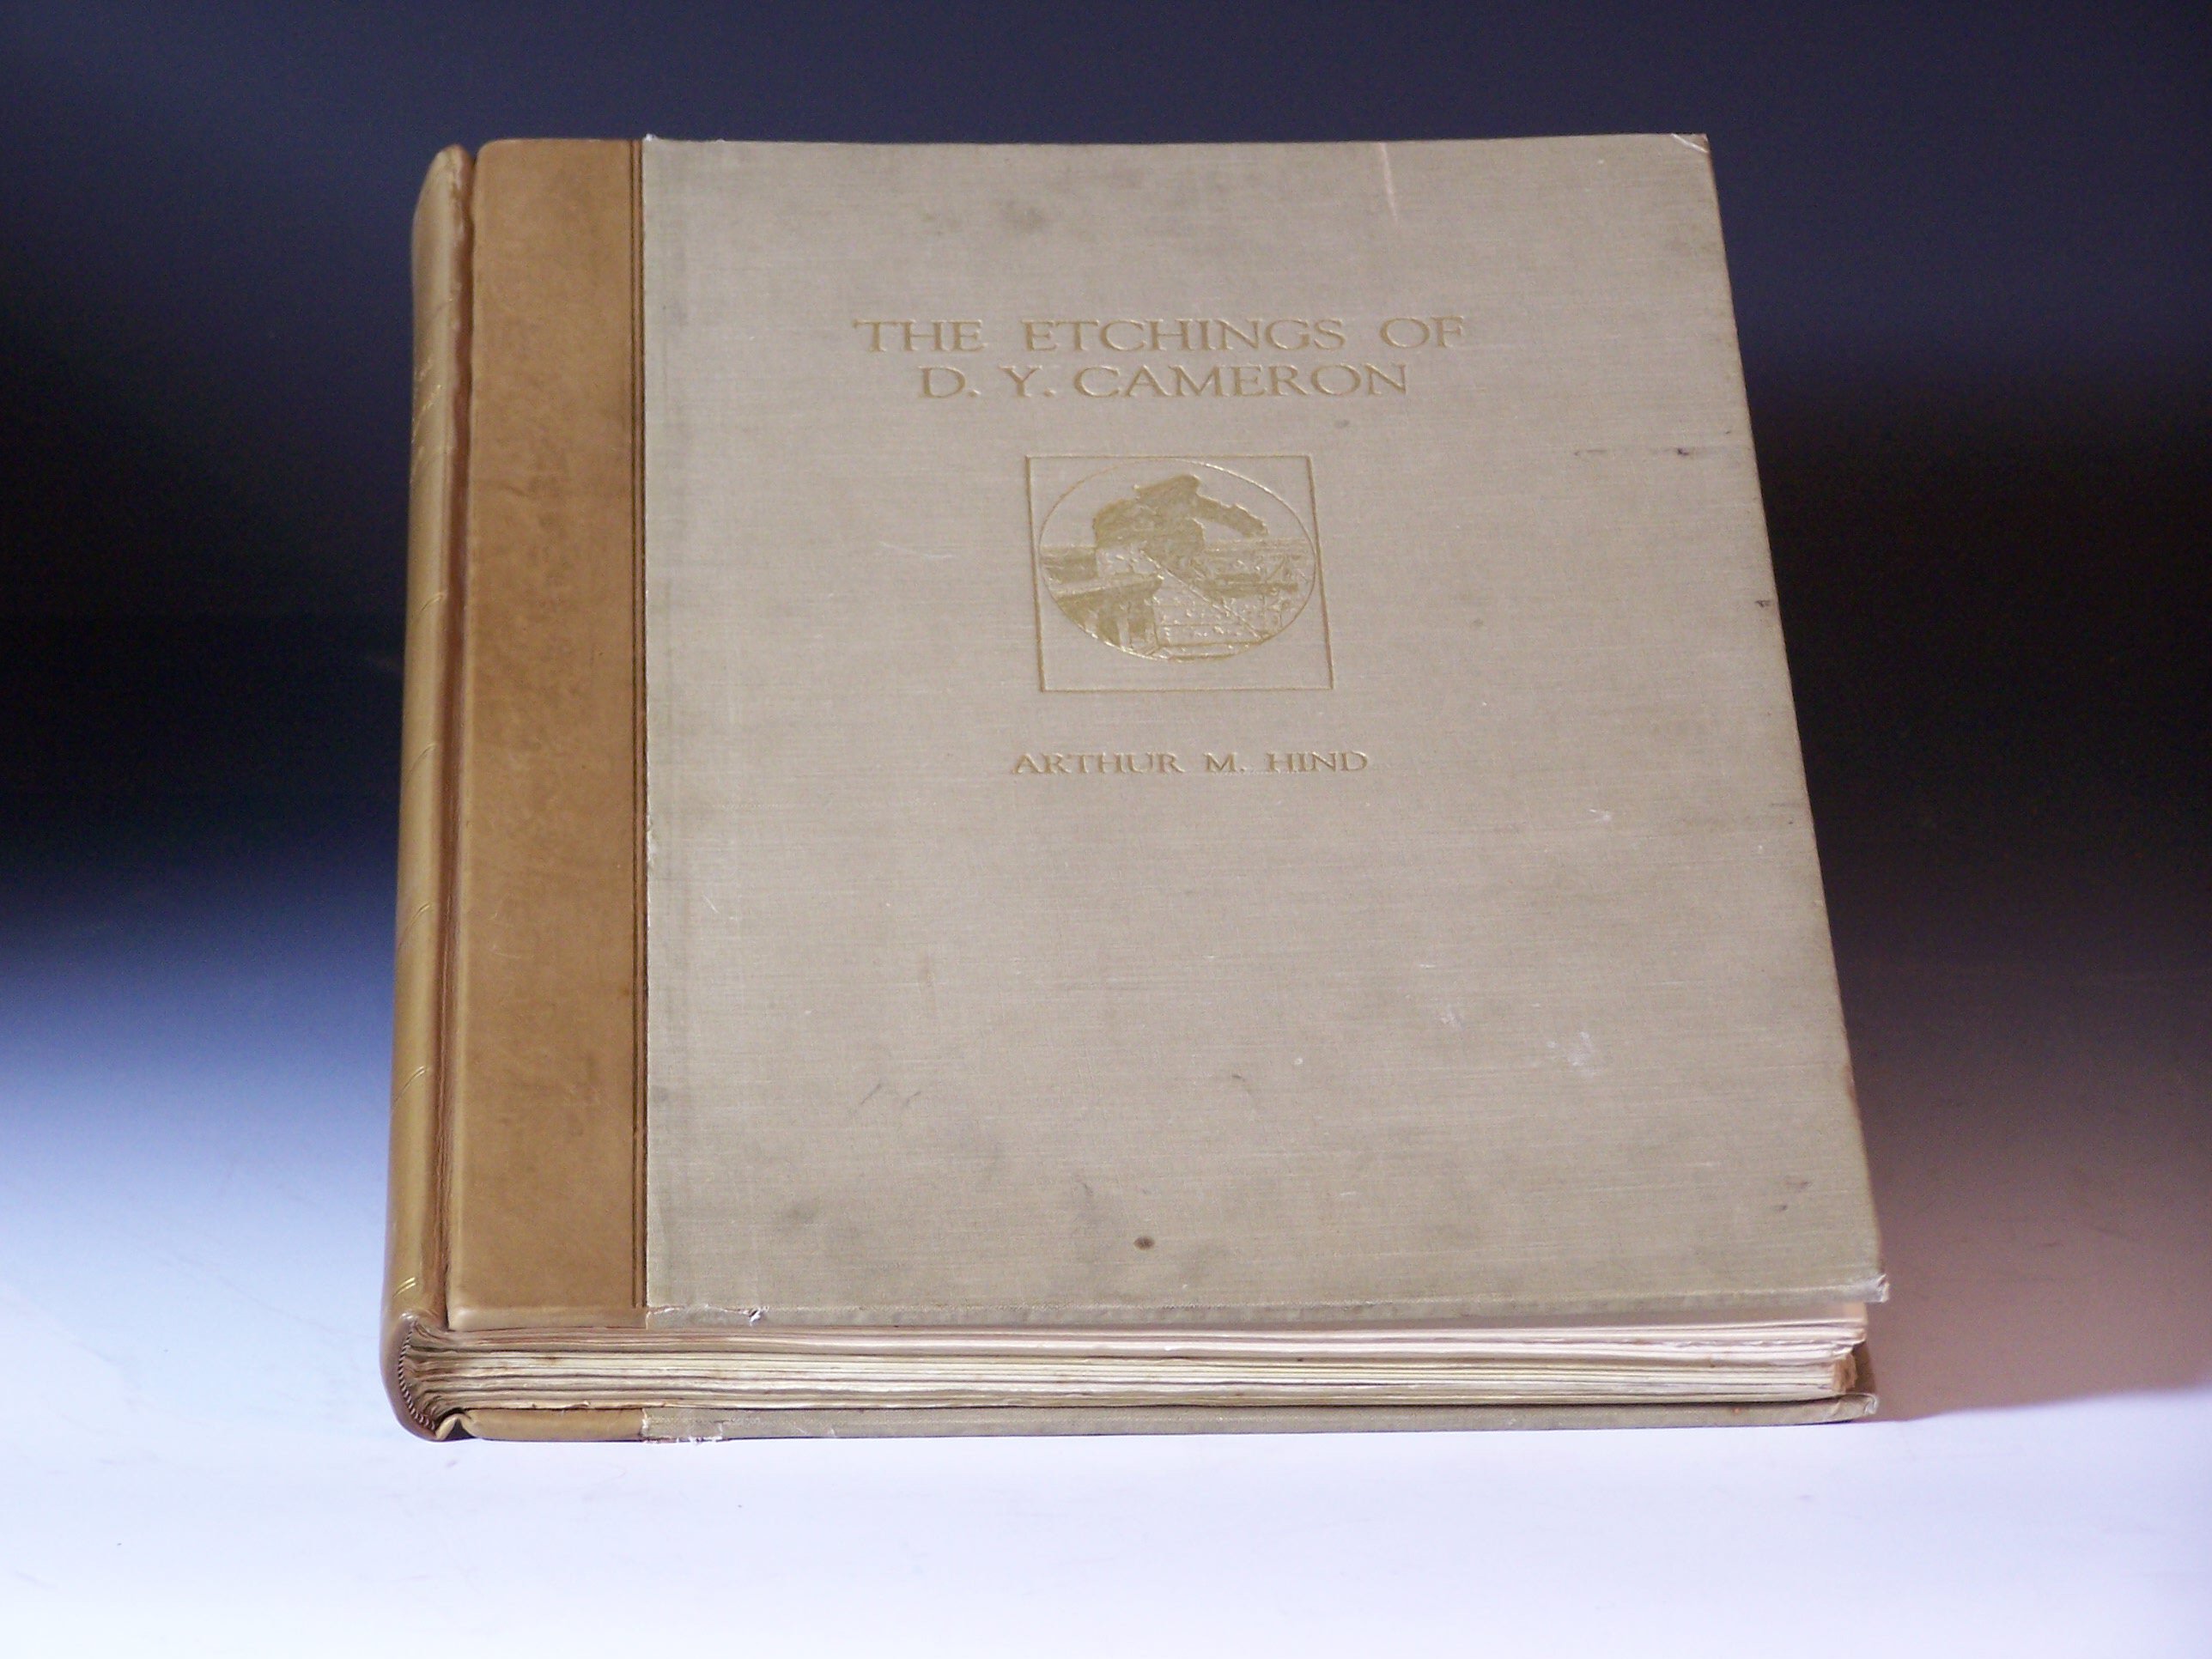 THE ETCHINGS OF
D. Y. CAMERON
ARTHUR M. HIND